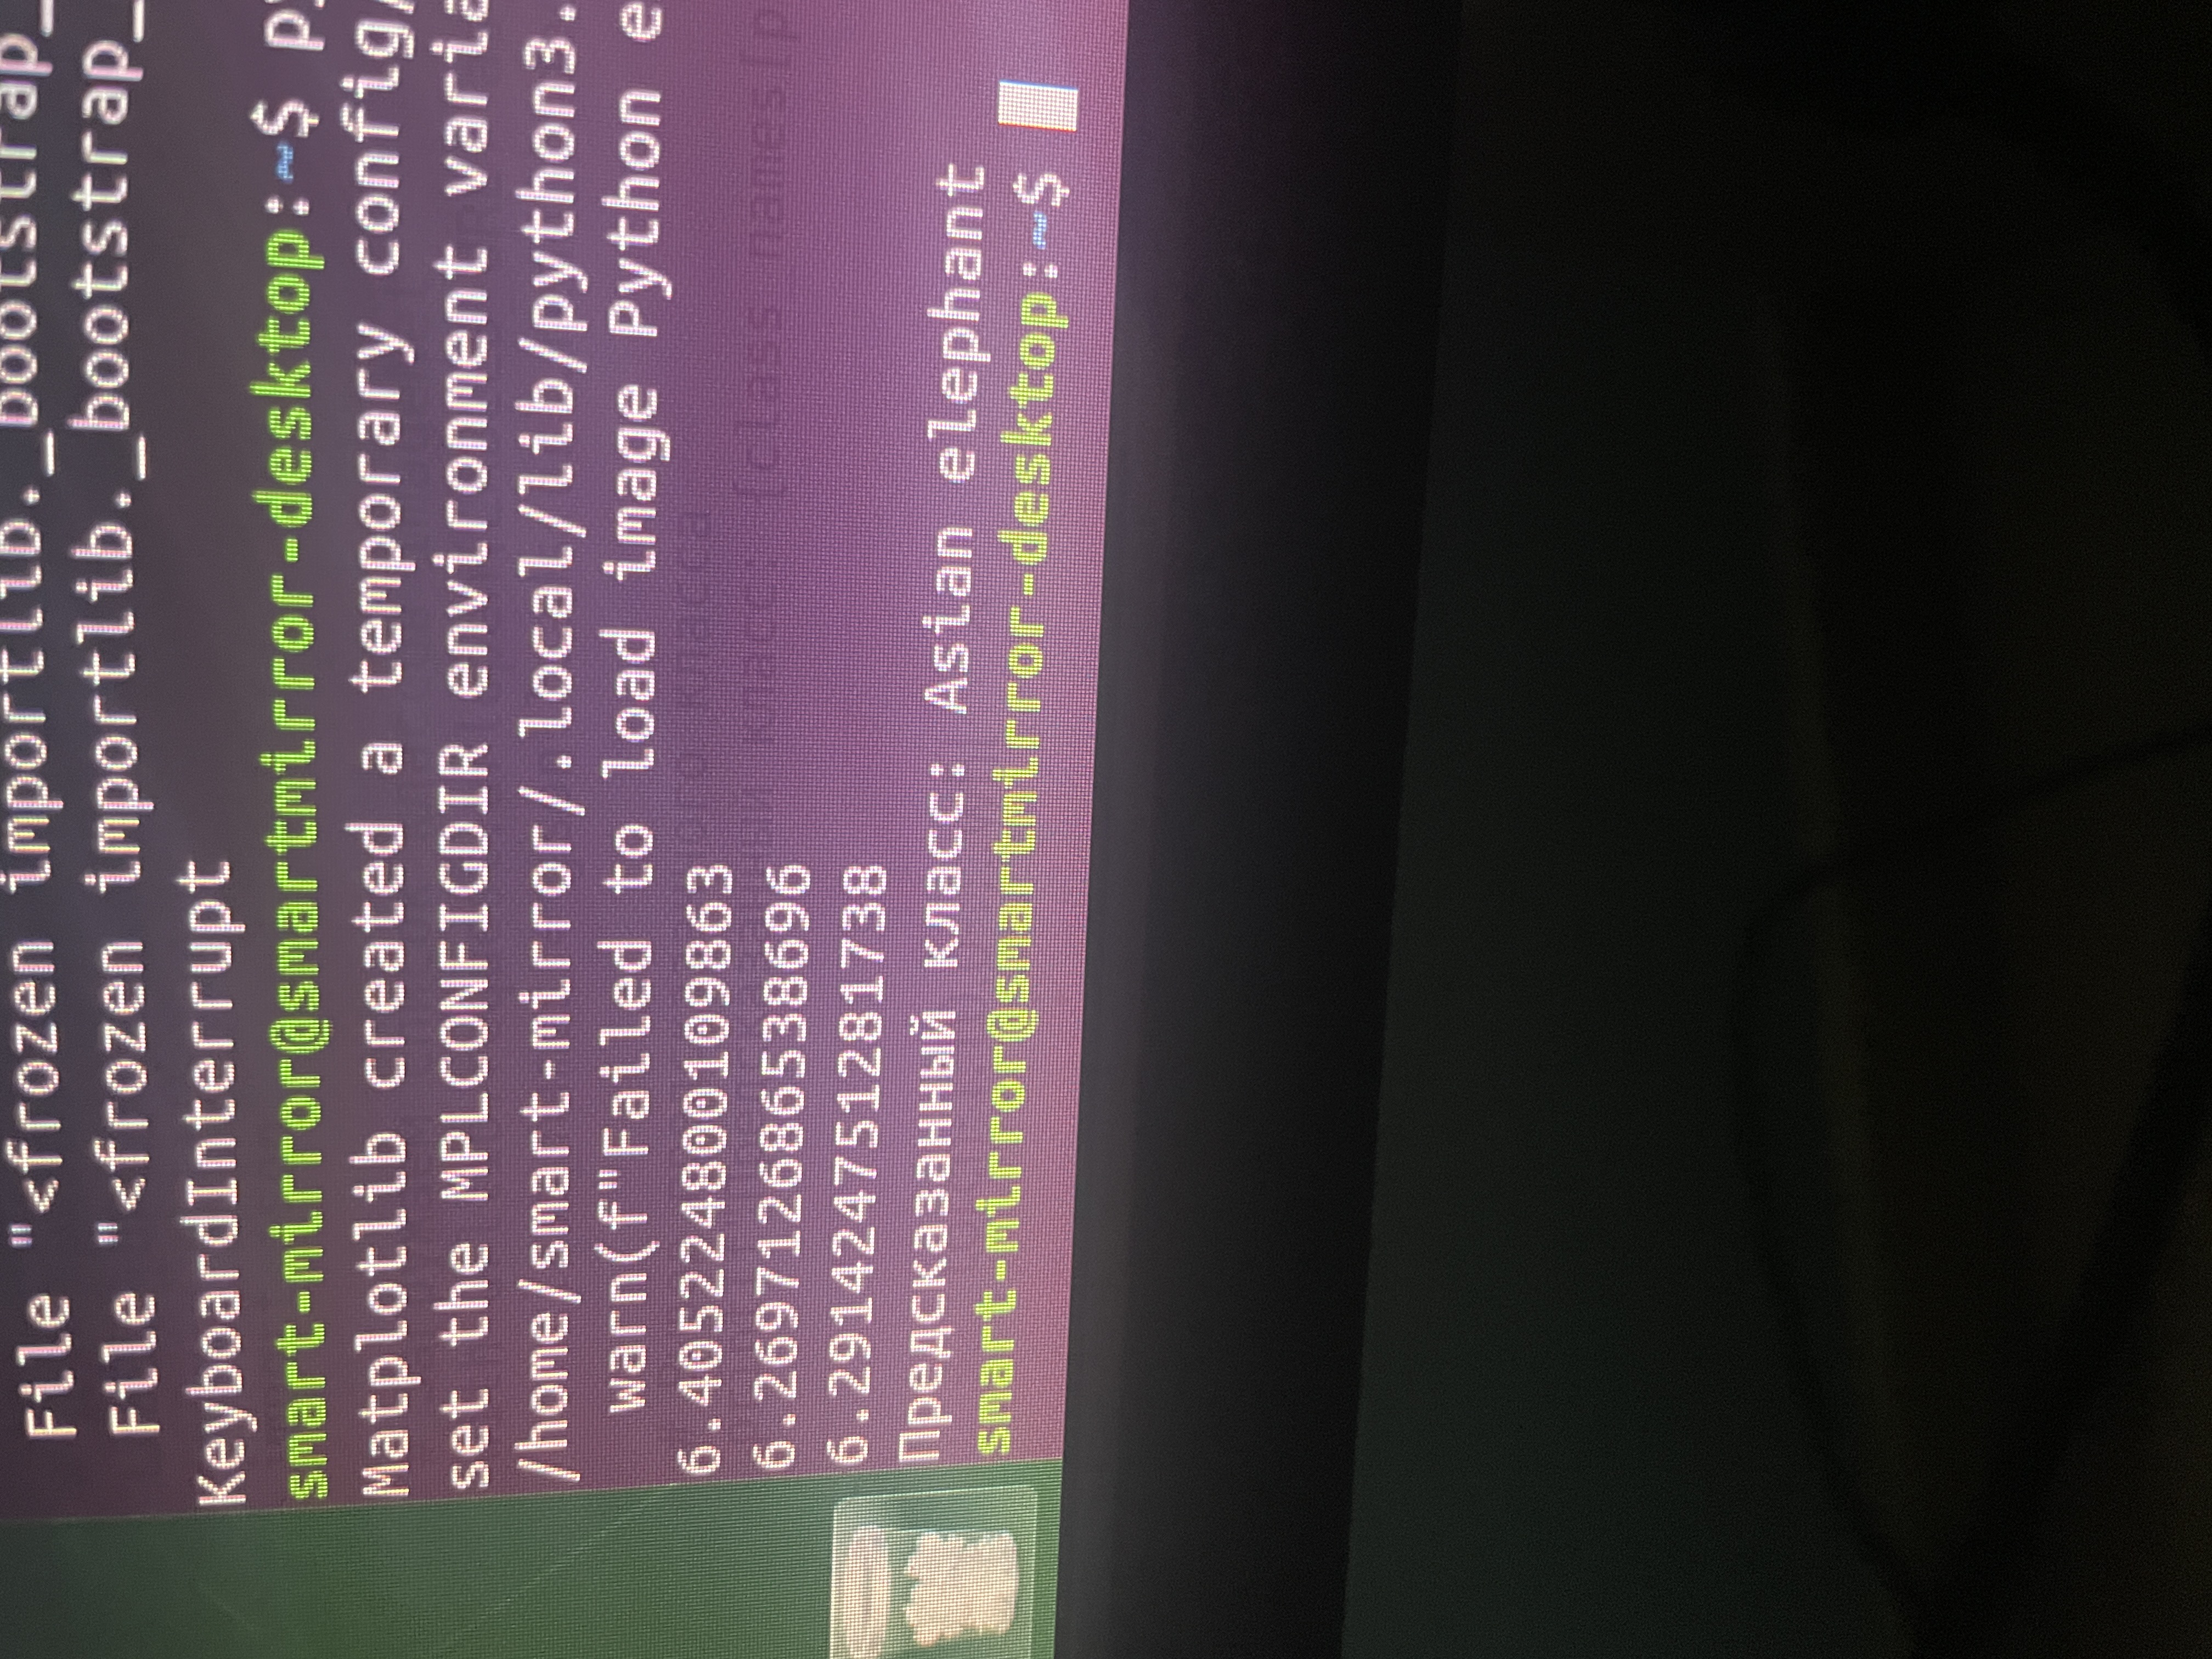 File "<frozen importlib._bootstrap_
File "<frozen importlib._bootstrap_
KeyboardInterrupt
smart-mirror@smartmirror-desktop:~$ py
Matplotlib created a temporary config/
set the MPLCONFIGDIR environment varia
/home/smart-mirror/.local/lib/python3.
warn(f"Failed to load image Python e
6.405224800109863
6.269712686538696
6.291424751281738
Предсказанный класс: Asian elephant
smart-mirror@smartmirror-desktop:~$